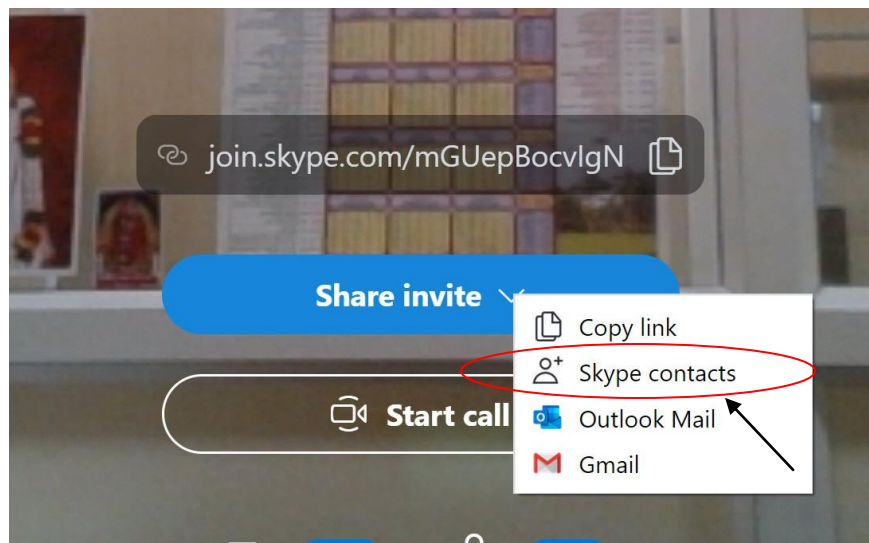 join.skype.com/mGUepBocvIgN
Share invite
Copy link
Skype contacts
Start call
Outlook Mail
Gmail